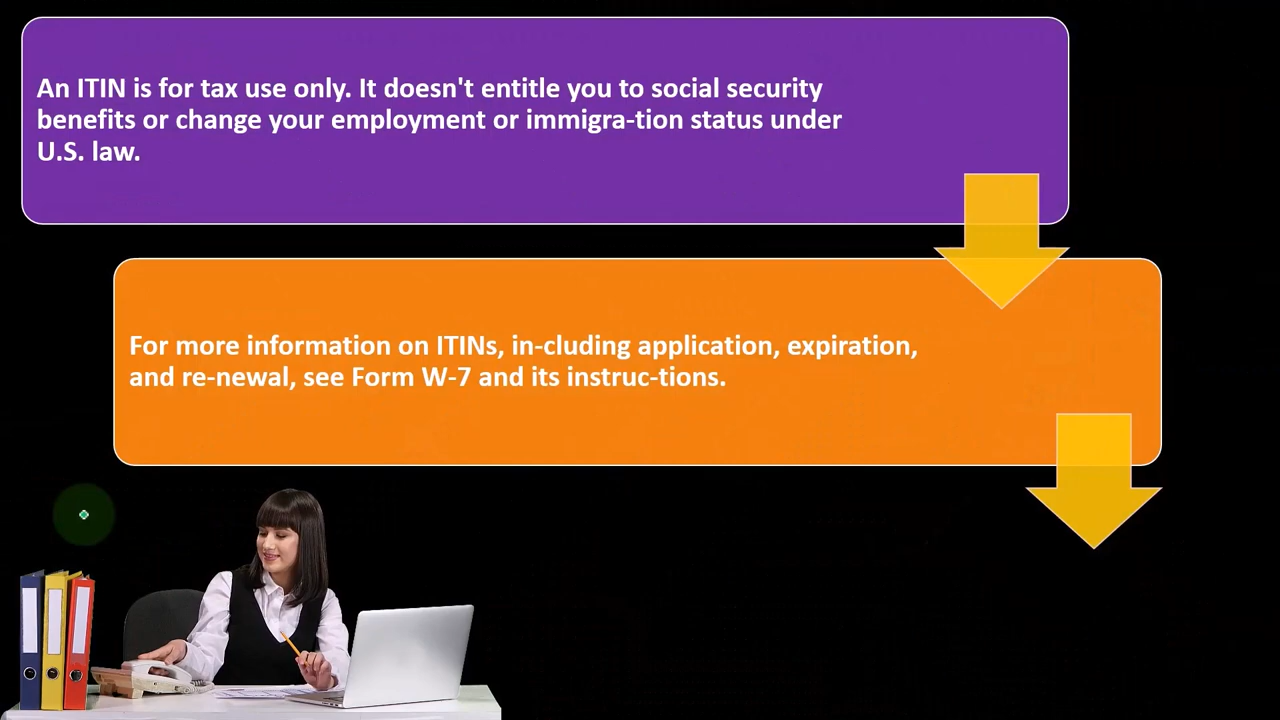 An ITIN is for tax use only. It doesn't entitle you to social security
benefits or change your employment or immigra-tion status under
U.S. law.
For more information on ITINs, in-cluding application, expiration,
and re-newal, see Form W-7 and its instruc-tions.